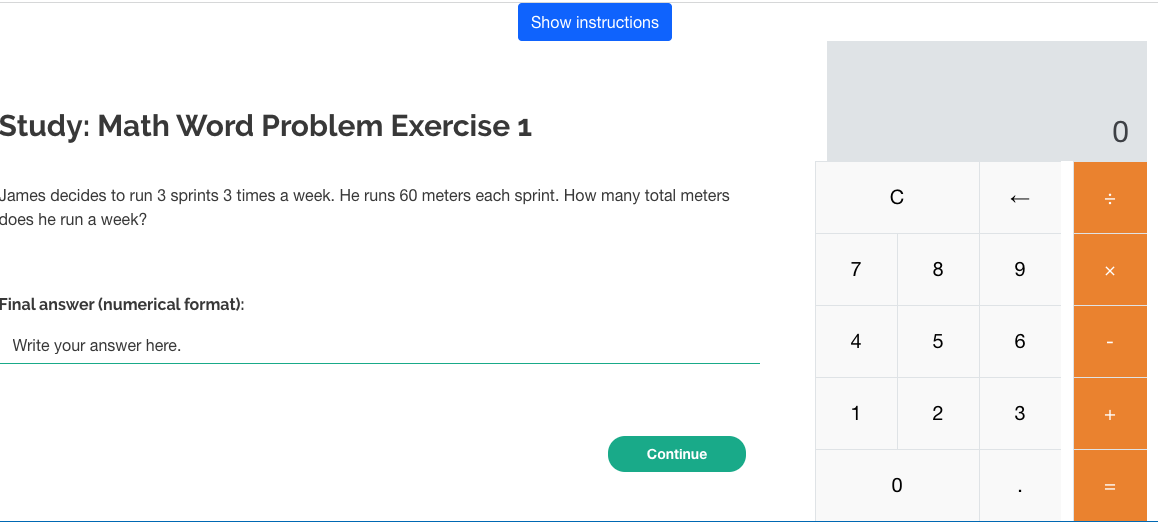 Show instructions
0
Study: Math Word Problem Exercise 1
James decides to run 3 sprints 3 times a week. He runs 60 meters each sprint. How many total meters
does he run a week?
Final answer (numerical format):
Write your answer here.
Continue
C ← ÷
7 8 9 ×
4 5 6 -
1 2 3 +
0 . =